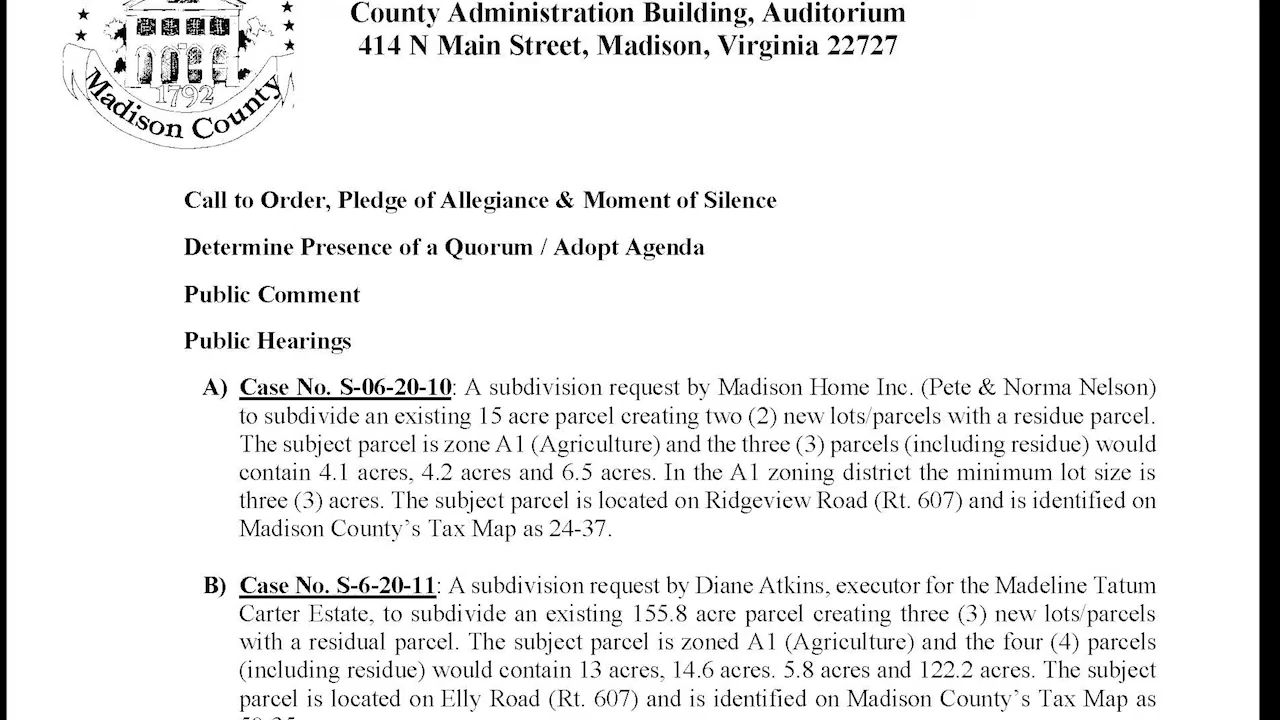 County Administration Building, Auditorium
414 N Main Street, Madison, Virginia 22727
1792
Madison County
Call to Order, Pledge of Allegiance & Moment of Silence
Determine Presence of a Quorum / Adopt Agenda
Public Comment
Public Hearings
A) Case No. S-06-20-10: A subdivision request by Madison Home Inc. (Pete & Norma Nelson)
to subdivide an existing 15 acre parcel creating two (2) new lots/parcels with a residue parcel.
The subject parcel is zone A1 (Agriculture) and the three (3) parcels (including residue) would
contain 4.1 acres, 4.2 acres and 6.5 acres. In the A1 zoning district the minimum lot size is
three (3) acres. The subject parcel is located on Ridgeview Road (Rt. 607) and is identified on
Madison County's Tax Map as 24-37.
B) Case No. S-6-20-11: A subdivision request by Diane Atkins, executor for the Madeline Tatum
Carter Estate, to subdivide an existing 155.8 acre parcel creating three (3) new lots/parcels
with a residual parcel. The subject parcel is zoned A1 (Agriculture) and the four (4) parcels
(including residue) would contain 13 acres, 14.6 acres. 5.8 acres and 122.2 acres. The subject
parcel is located on Elly Road (Rt. 607) and is identified on Madison County's Tax Map as